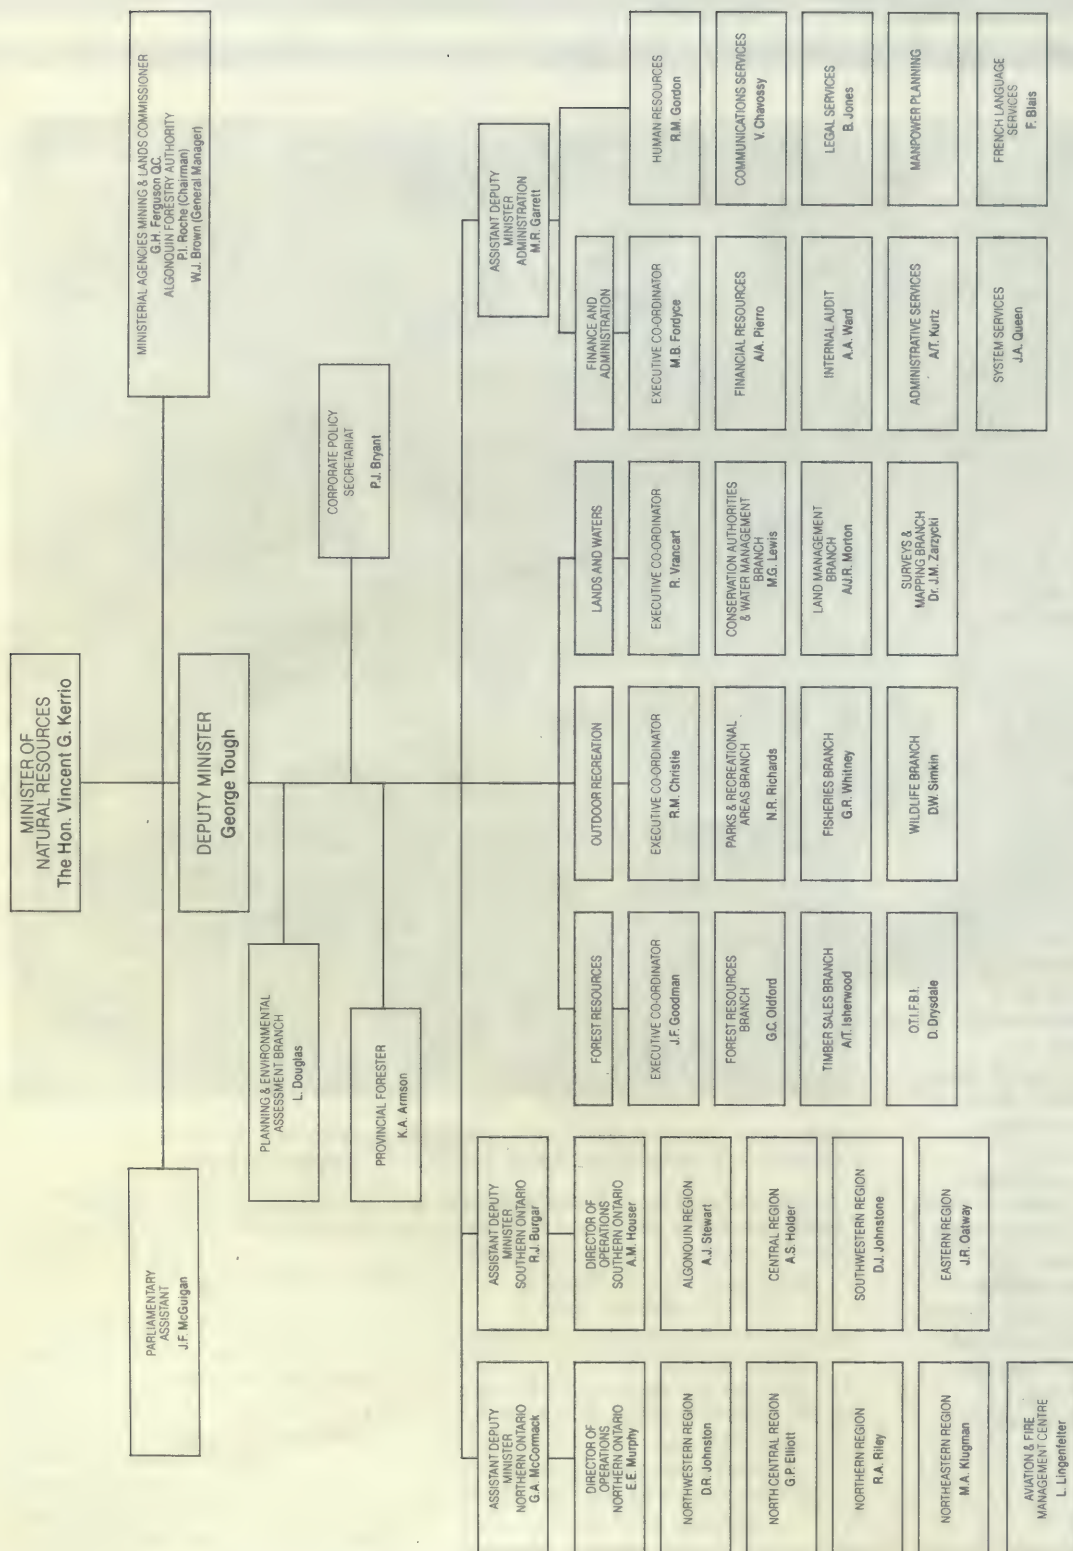 MINISTER OF
NATURAL RESOURCES
The Hon. Vincent G. Kerrio
PARLIAMENTARY
ASSISTANT
J.F. McGuigan
MINISTERIAL AGENCIES MINING & LANDS COMMISSIONER
G.H. Ferguson Q.C.
ALGONQUIN FORESTRY AUTHORITY
P.I. Roche (Chairman)
W.J. Brown (General Manager)
DEPUTY MINISTER
George Tough
PLANNING & ENVIRONMENTAL
ASSESSMENT BRANCH
L. Douglas
CORPORATE POLICY
SECRETARIAT
P.J. Bryant
PROVINCIAL FORESTER
K.A. Armson
ASSISTANT DEPUTY
MINISTER
NORTHERN ONTARIO
G.A. McCormack
DIRECTOR OF
OPERATIONS
NORTHERN ONTARIO
E.E. Murphy
NORTHWESTERN REGION
D.R. Johnston
NORTH CENTRAL REGION
G.P. Elliott
NORTHERN REGION
R.A. Riley
NORTHEASTERN REGION
M.A. Klugman
AVIATION & FIRE
MANAGEMENT CENTRE
L. Lingenfelter
ASSISTANT DEPUTY
MINISTER
SOUTHERN ONTARIO
R.J. Burgar
DIRECTOR OF
OPERATIONS
SOUTHERN ONTARIO
A.M. Houser
ALGONQUIN REGION
A.J. Stewart
CENTRAL REGION
A.S. Holder
SOUTHWESTERN REGION
D.J. Johnstone
EASTERN REGION
J.R. Oatway
FOREST RESOURCES
EXECUTIVE CO-ORDINATOR
J.F. Goodman
FOREST RESOURCES
BRANCH
G.C. Oldford
TIMBER SALES BRANCH
A/T. Isherwood
O.T.I.F.B.I.
D. Drysdale
OUTDOOR RECREATION
EXECUTIVE CO-ORDINATOR
R.M. Christie
PARKS & RECREATIONAL
AREAS BRANCH
N.R. Richards
FISHERIES BRANCH
G.R. Whitney
WILDLIFE BRANCH
D.W. Simkin
LANDS AND WATERS
EXECUTIVE CO-ORDINATOR
R. Vrancart
CONSERVATION AUTHORITIES
& WATER MANAGEMENT
BRANCH
M.G. Lewis
LAND MANAGEMENT
BRANCH
A/J.R. Morton
SURVEYS &
MAPPING BRANCH
Dr. J.M. Zarzycki
ASSISTANT DEPUTY
MINISTER
ADMINISTRATION
M.R. Garrett
FINANCE AND
ADMINISTRATION
EXECUTIVE CO-ORDINATOR
M.B. Fordyce
FINANCIAL RESOURCES
A/A. Pierro
INTERNAL AUDIT
A.A. Ward
ADMINISTRATIVE SERVICES
A/T. Kurtz
SYSTEM SERVICES
J.A. Queen
HUMAN RESOURCES
R.M. Gordon
COMMUNICATIONS SERVICES
V. Chavossy
LEGAL SERVICES
B. Jones
MANPOWER PLANNING
FRENCH LANGUAGE
SERVICES
F. Blais